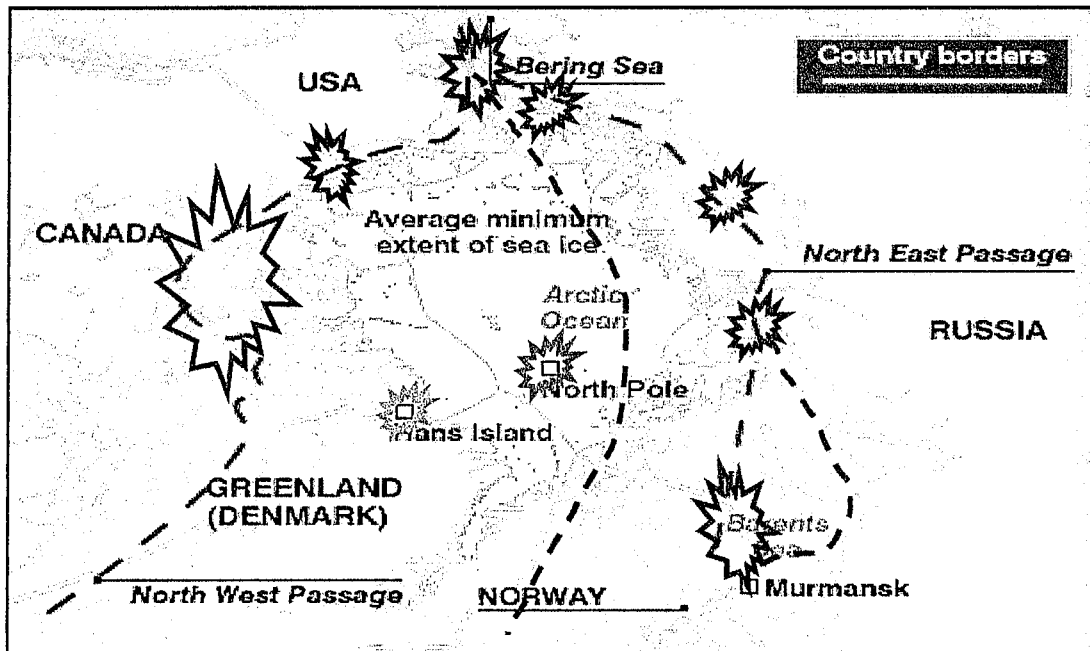 Country borders
Bering Sea
USA
Average minimum
extent of sea ice
CANADA
North East Passage
Arctic
Ocean
RUSSIA
North Pole
Hans Island
GREENLAND
(DENMARK)
Barents
Sea
Murmansk
North West Passage
NORWAY